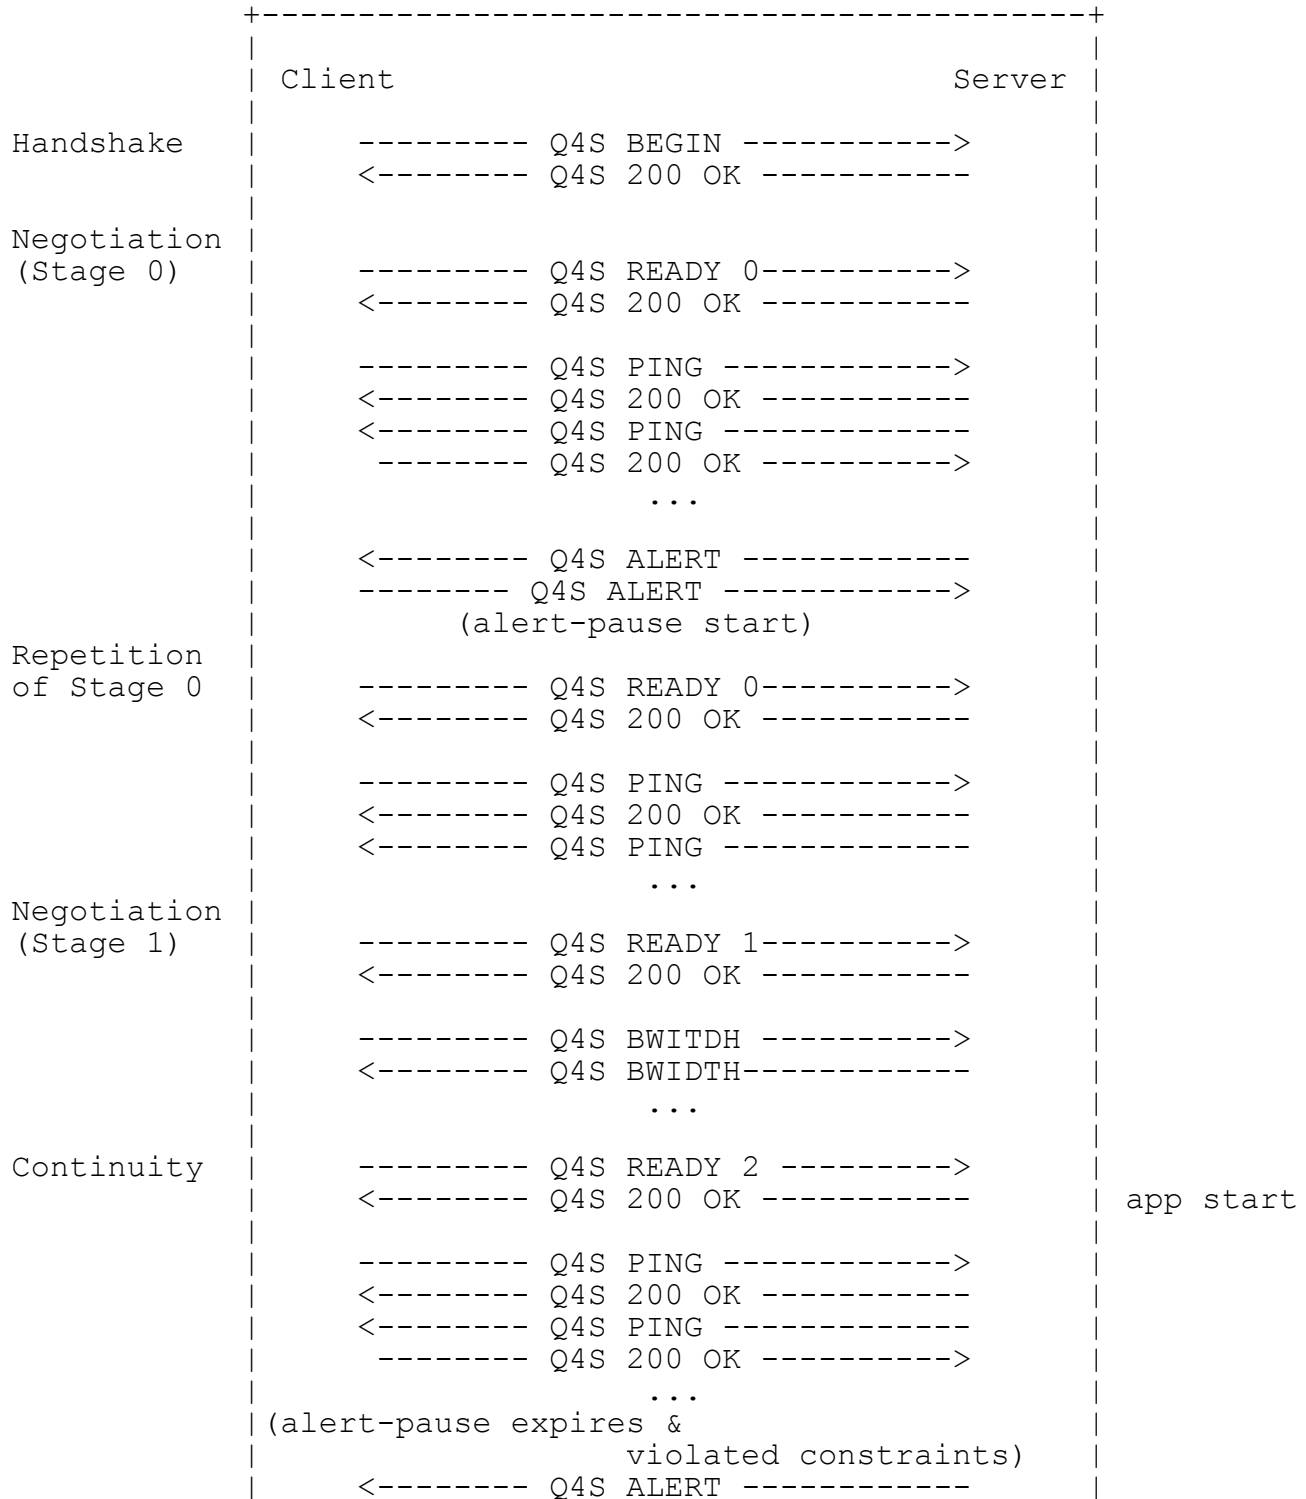 +-------------------------------------------+
            |                                           |
            | Client                             Server |
            |                                           |
Handshake   |     --------- Q4S BEGIN ----------->      |
            |     <-------- Q4S 200 OK -----------      |
            |                                           |
Negotiation |                                           |
(Stage 0)   |     --------- Q4S READY 0---------->      |
            |     <-------- Q4S 200 OK -----------      |
            |                                           |
            |     --------- Q4S PING ------------>      |
            |     <-------- Q4S 200 OK -----------      |
            |     <-------- Q4S PING -------------      |
            |      -------- Q4S 200 OK ---------->      |
            |                    ...                    |
            |                                           |
            |     <-------- Q4S ALERT ------------      |
            |     -------- Q4S ALERT ------------>      |
            |          (alert-pause start)              |
Repetition  |                                           |
of Stage 0  |     --------- Q4S READY 0---------->      |
            |     <-------- Q4S 200 OK -----------      |
            |                                           |
            |     --------- Q4S PING ------------>      |
            |     <-------- Q4S 200 OK -----------      |
            |     <-------- Q4S PING -------------      |
            |                    ...                    |
Negotiation |                                           |
(Stage 1)   |     --------- Q4S READY 1---------->      |
            |     <-------- Q4S 200 OK -----------      |
            |                                           |
            |     --------- Q4S BWITDH ---------->      |
            |     <-------- Q4S BWIDTH------------      |
            |                    ...                    |
            |                                           |
Continuity  |     --------- Q4S READY 2 --------->      |
            |     <-------- Q4S 200 OK -----------      | app start
            |                                           |
            |     --------- Q4S PING ------------>      |
            |     <-------- Q4S 200 OK -----------      |
            |     <-------- Q4S PING -------------      |
            |      -------- Q4S 200 OK ---------->      |
            |                    ...                    |
            |(alert-pause expires &                     |
            |                   violated constraints)   |
            |     <-------- Q4S ALERT ------------      |